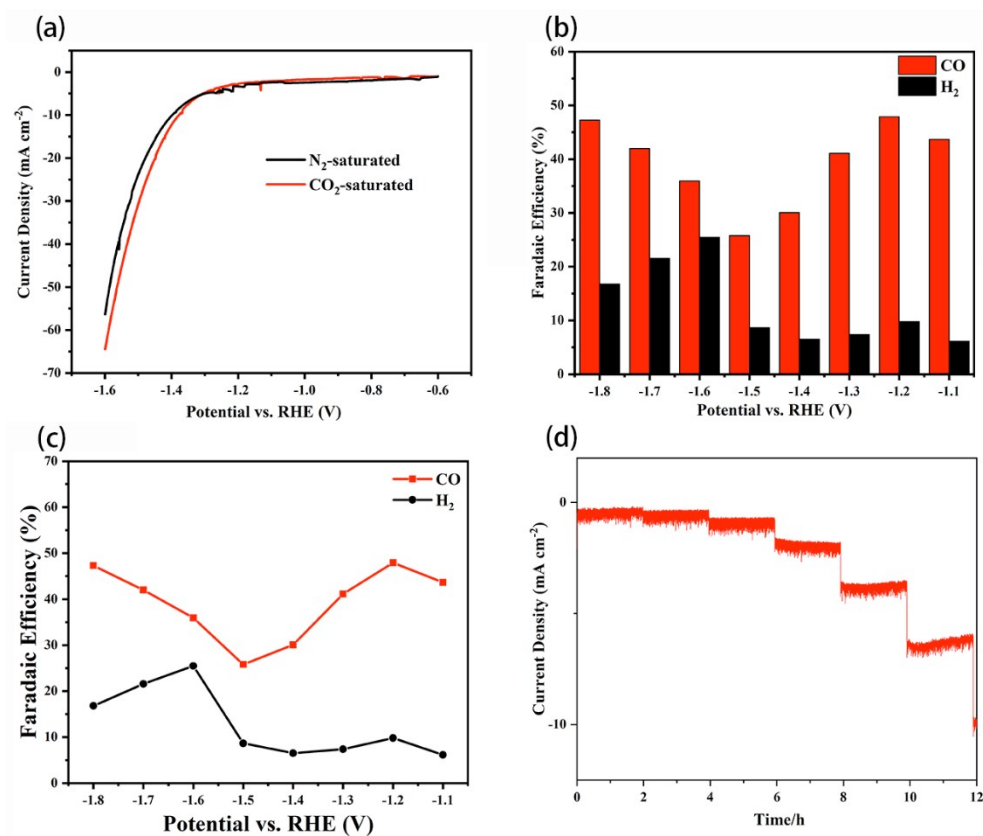 (a)
0
-10
-20
-30
-40
-50
-60
-70
Current Density (mA cm⁻²)
N₂-saturated
CO₂-saturated
-1.6 -1.4 -1.2 -1.0 -0.8 -0.6
Potential vs. RHE (V)
(b)
60
50
40
30
20
10
0
Faradaic Efficiency (%)
CO
H₂
-1.8 -1.7 -1.6 -1.5 -1.4 -1.3 -1.2 -1.1
Potential vs. RHE (V)
(c)
70
60
50
40
30
20
10
0
Faradaic Efficiency (%)
CO
H₂
-1.8 -1.7 -1.6 -1.5 -1.4 -1.3 -1.2 -1.1
Potential vs. RHE (V)
(d)
0
-5
-10
Current Density (mA cm⁻²)
0 2 4 6 8 10 12
Time/h